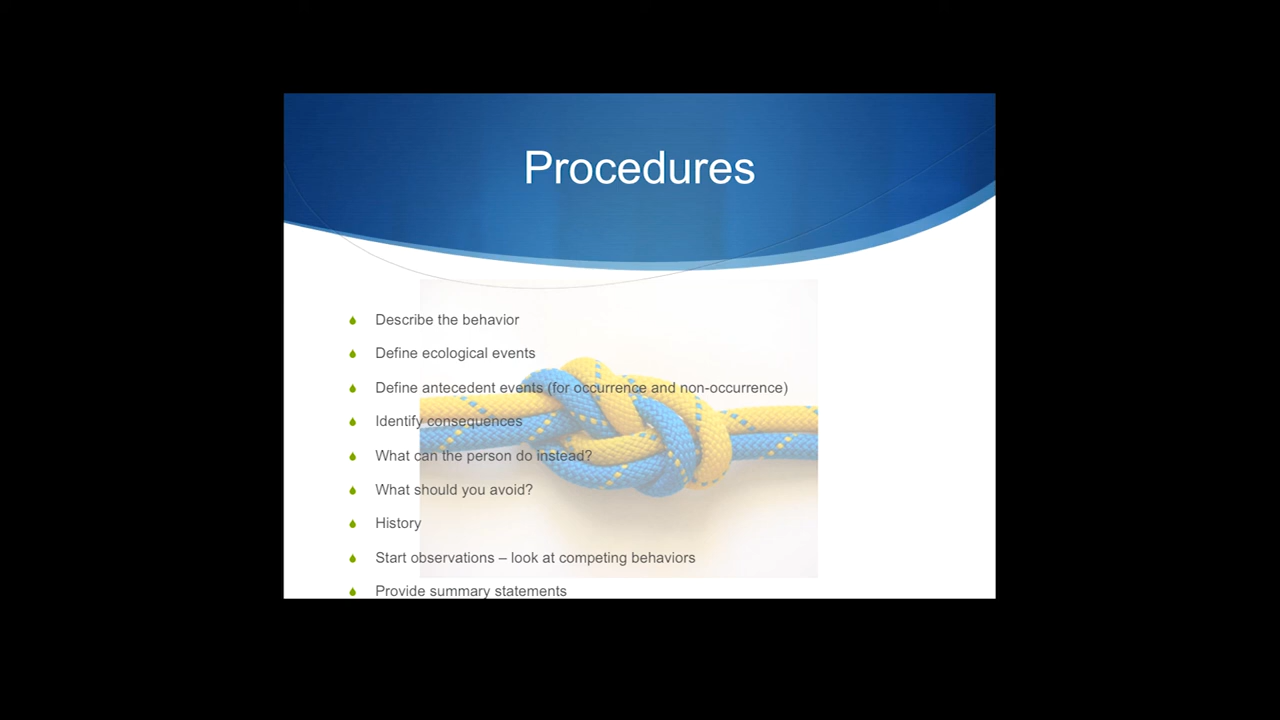 Procedures
Describe the behavior
Define ecological events
Define antecedent events (for occurrence and non-occurrence)
Identify consequences
What can the person do instead?
What should you avoid?
History
Start observations – look at competing behaviors
Provide summary statements